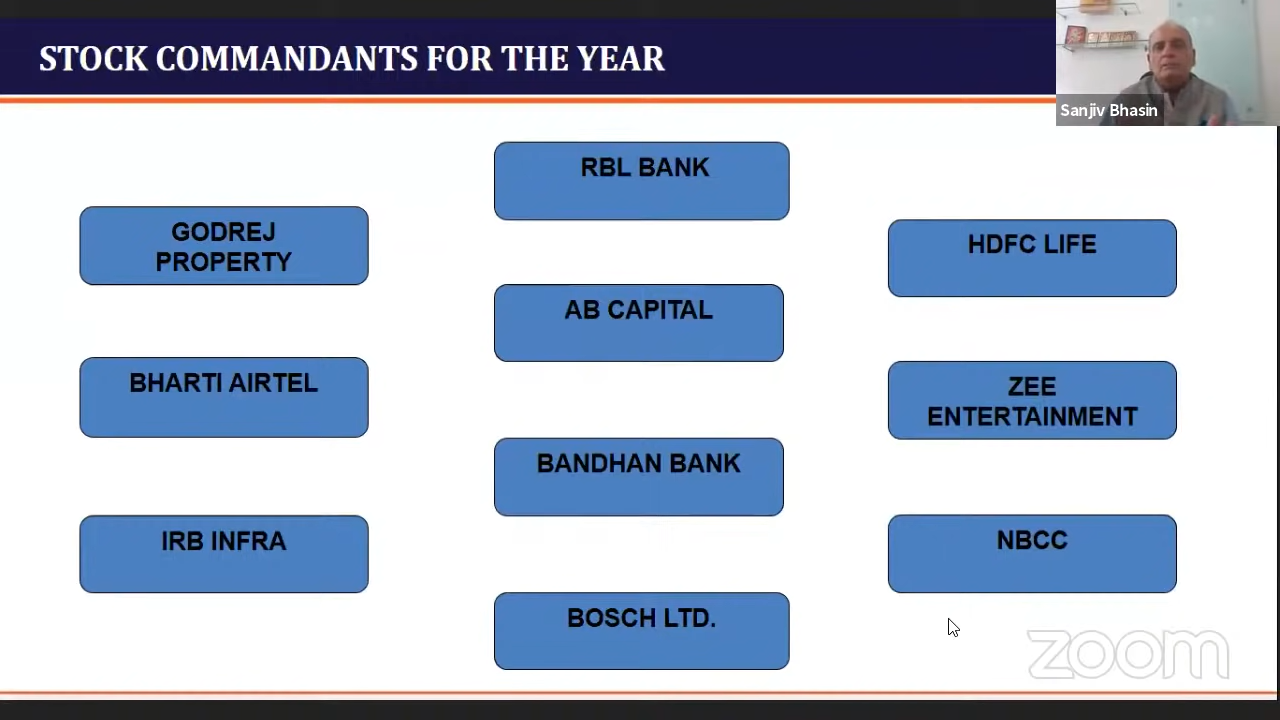 STOCK COMMANDANTS FOR THE YEAR
Sanjiv Bhasin
RBL BANK
GODREJ
PROPERTY
HDFC LIFE
AB CAPITAL
BHARTI AIRTEL
ZEE
ENTERTAINMENT
BANDHAN BANK
IRB INFRA
NBCC
BOSCH LTD.
zoom